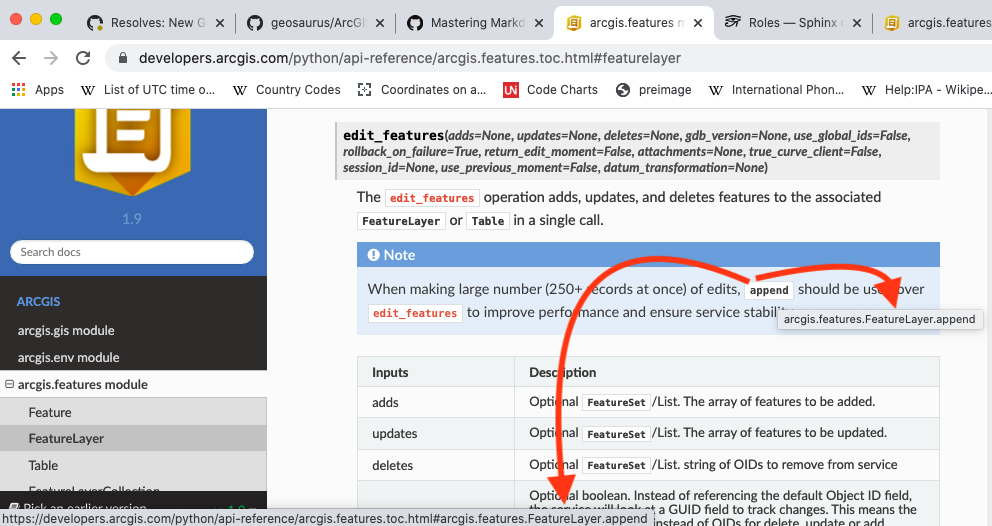 Resolves: New G
geosaurus/ArcGI
Mastering Markd
arcgis.features m
Roles — Sphinx
arcgis.features
developers.arcgis.com/python/api-reference/arcgis.features.toc.html#featurelayer
Apps
List of UTC time o...
Country Codes
Coordinates on a...
UN Code Charts
preimage
International Phon...
Help:IPA - Wikipe...
1.9
Search docs
ARCGIS
arcgis.gis module
arcgis.env module
arcgis.features module
Feature
FeatureLayer
Table
FeatureLayerCollection
Pick an earlier version
edit_features(adds=None, updates=None, deletes=None, gdb_version=None, use_global_ids=False,
rollback_on_failure=True, return_edit_moment=False, attachments=None, true_curve_client=False,
session_id=None, use_previous_moment=False, datum_transformation=None)
The edit_features operation adds, updates, and deletes features to the associated
FeatureLayer or Table in a single call.
Note
When making large number (250+ records at once) of edits, append should be used over
edit_features to improve performance and ensure service stability
arcgis.features.FeatureLayer.append
Inputs Description
adds Optional FeatureSet/List. The array of features to be added.
updates Optional FeatureSet/List. The array of features to be updated.
deletes Optional FeatureSet/List. string of OIDs to remove from service
Optional boolean. Instead of referencing the default Object ID field,
the service will look at a GUID field to track changes. This means the
instead of OIDs for delete, update or add
https://developers.arcgis.com/python/api-reference/arcgis.features.toc.html#arcgis.features.FeatureLayer.append